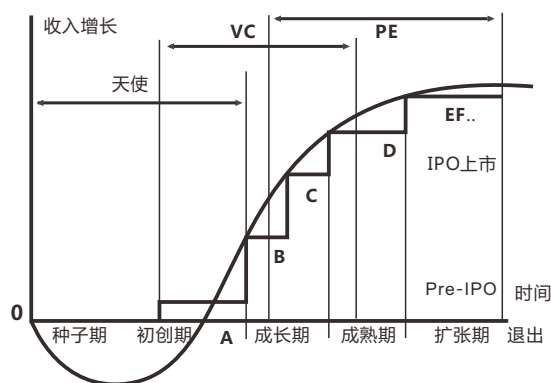 收入增长
VC
PE
天使
EF..
D
IPO上市
C
B
Pre-IPO
时间
0
种子期 初创期 A 成长期 成熟期 扩张期 退出